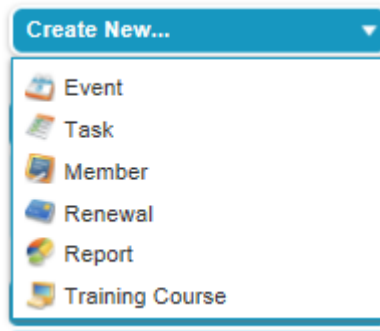 Create New...
Event
Task
Member
Renewal
Report
Training Course